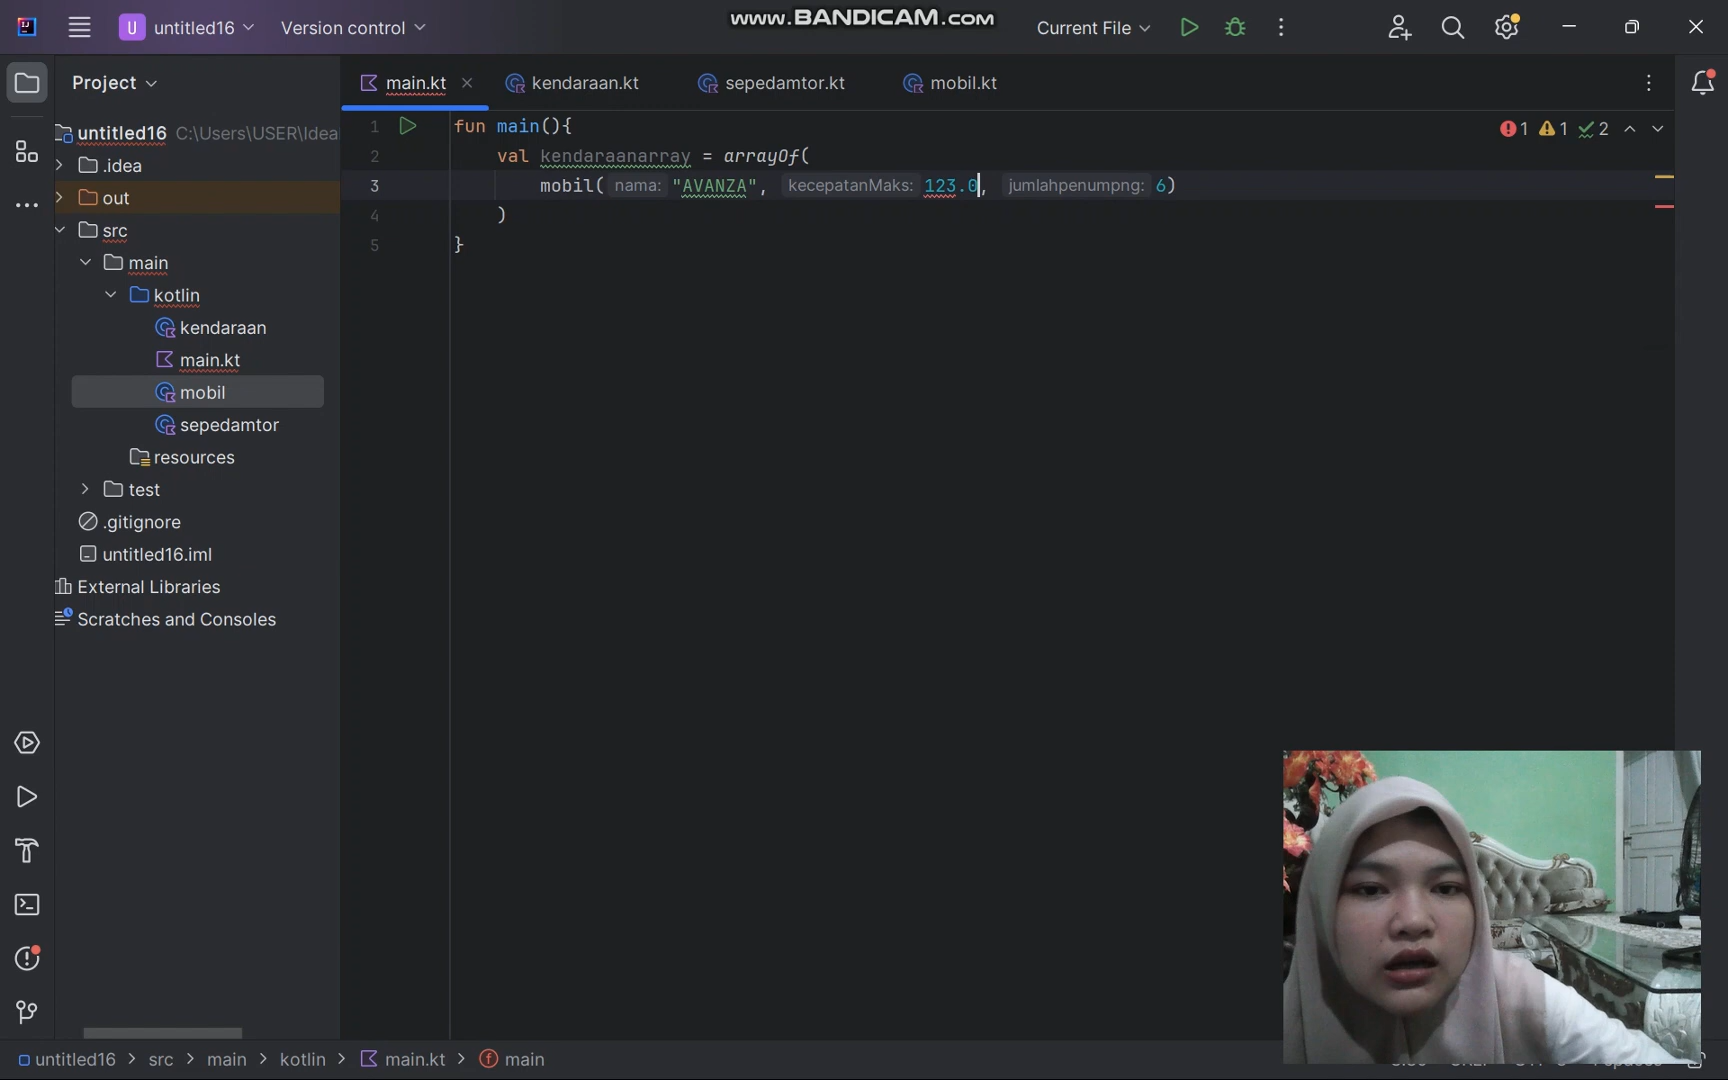 www.BANDICAM.com
U untitled16
Version control
Current File
Project
main.kt
kendaraan.kt
sepedamtor.kt
mobil.kt
untitled16 C:\Users\USER\Idea
.idea
out
src
main
kotlin
kendaraan
main.kt
mobil
sepedamtor
resources
test
.gitignore
untitled16.iml
External Libraries
Scratches and Consoles
1 fun main(){
2 val kendaraanarray = arrayOf(
3 mobil( nama: "AVANZA", kecepatanMaks: 123.0, jumlahpenumpng: 6)
4 )
5 }
1 1 2
untitled16 > src > main > kotlin > main.kt > main